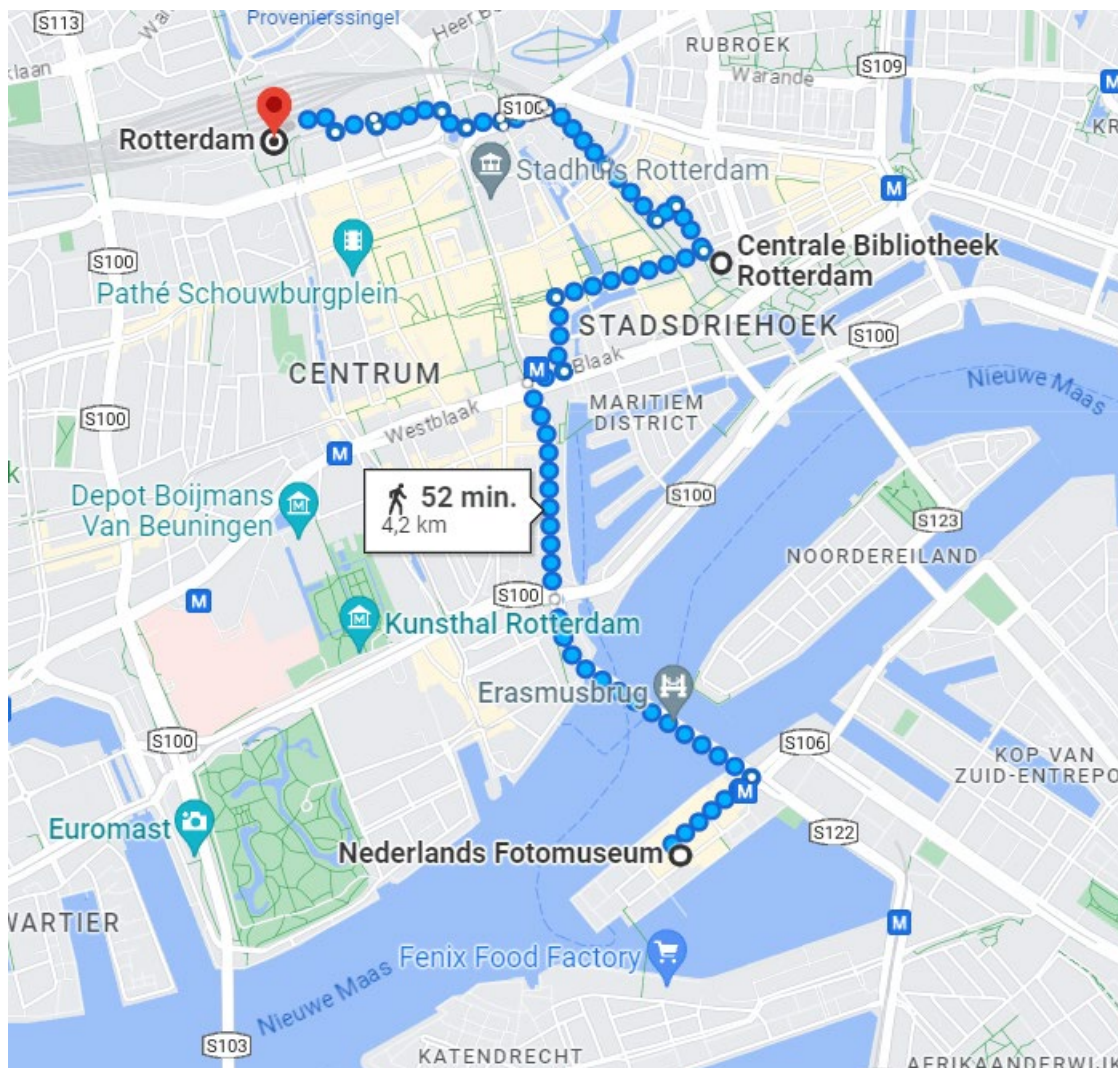 S113
Provenierssingel
RUBROEK
S109
Warande
M
S100
Rotterdam
Stadhuis Rotterdam
M
Centrale Bibliotheek
Rotterdam
S100
Pathé Schouwburgplein
STADSDRIEHOEK
S100
M
Blaak
CENTRUM
Nieuwe Maas
MARITIEM
DISTRICT
S100
Westblaak
M
52 min.
4,2 km
Depot Boijmans
Van Beuningen
S100
S123
NOORDEREILAND
S100
M
Kunsthal Rotterdam
Erasmusbrug
S100
S106
KOP VAN
ZUID-ENTREPO
M
Euromast
S122
Nederlands Fotomuseum
WARTIER
M
Fenix Food Factory
Nieuwe Maas
S103
KATENDRECHT
AFRIKAANDERWIJK